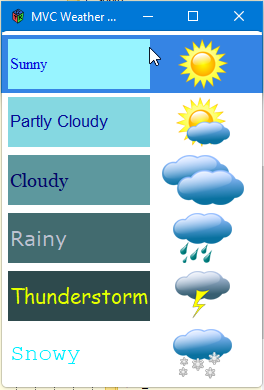 MVC Weather ...
Sunny
Partly Cloudy
Cloudy
Rainy
Thunderstorm
Snowy